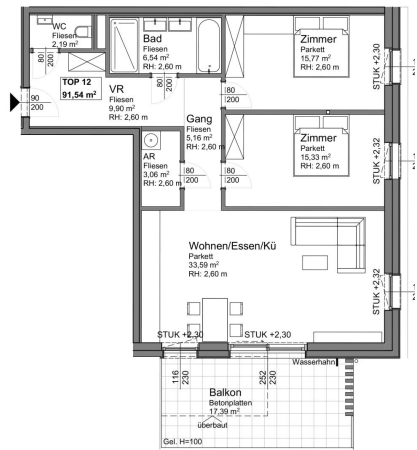 WC
Fliesen
2,19 m²
80
200
TOP 12
91,54 m²
90
200
VR
Fliesen
9,90 m²
RH: 2,60 m
Bad
Fliesen
6,54 m²
RH: 2,60 m
80
200
Zimmer
Parkett
15,77 m²
RH: 2,60 m
STUK +2,30
80
200
Gang
Fliesen
5,16 m²
RH: 2,60 m
Zimmer
Parkett
15,33 m²
RH: 2,60 m
STUK +2,32
AR
Fliesen
3,06 m²
RH: 2,60 m
80
200
80
200
Wohnen/Essen/Kü
Parkett
33,59 m²
RH: 2,60 m
STUK +2,32
STUK +2,30
STUK +2,30
Wasserhahn
116
230
252
230
Balkon
Betonplatten
17,39 m²
überbaut
Gel. H=100